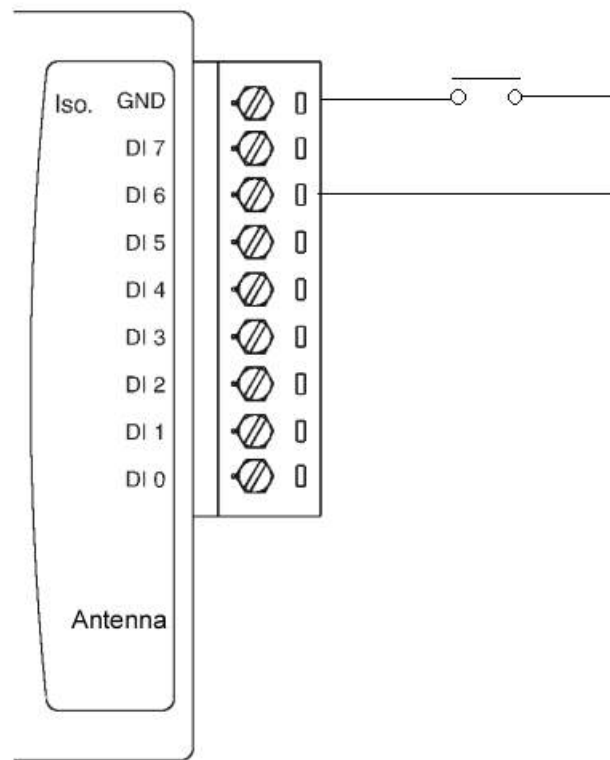 Iso. GND
DI 7
DI 6
DI 5
DI 4
DI 3
DI 2
DI 1
DI 0
Antenna